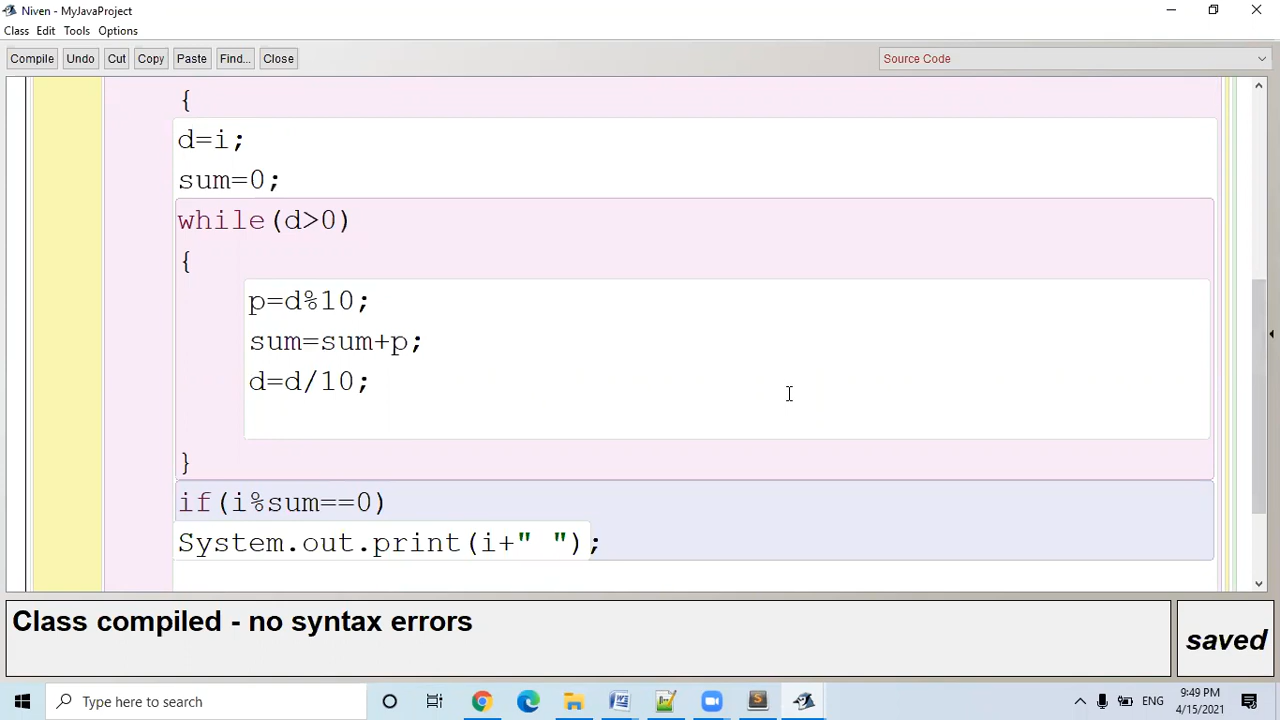 Niven - MyJavaProject
Class Edit Tools Options
Compile Undo Cut Copy Paste Find... Close Source Code
{
d=i;
sum=0;
while(d>0)
{
p=d%10;
sum=sum+p;
d=d/10;
}
if(i%sum==0)
System.out.print(i+" ");
Class compiled - no syntax errors
saved
Type here to search
ENG
9:49 PM
4/15/2021